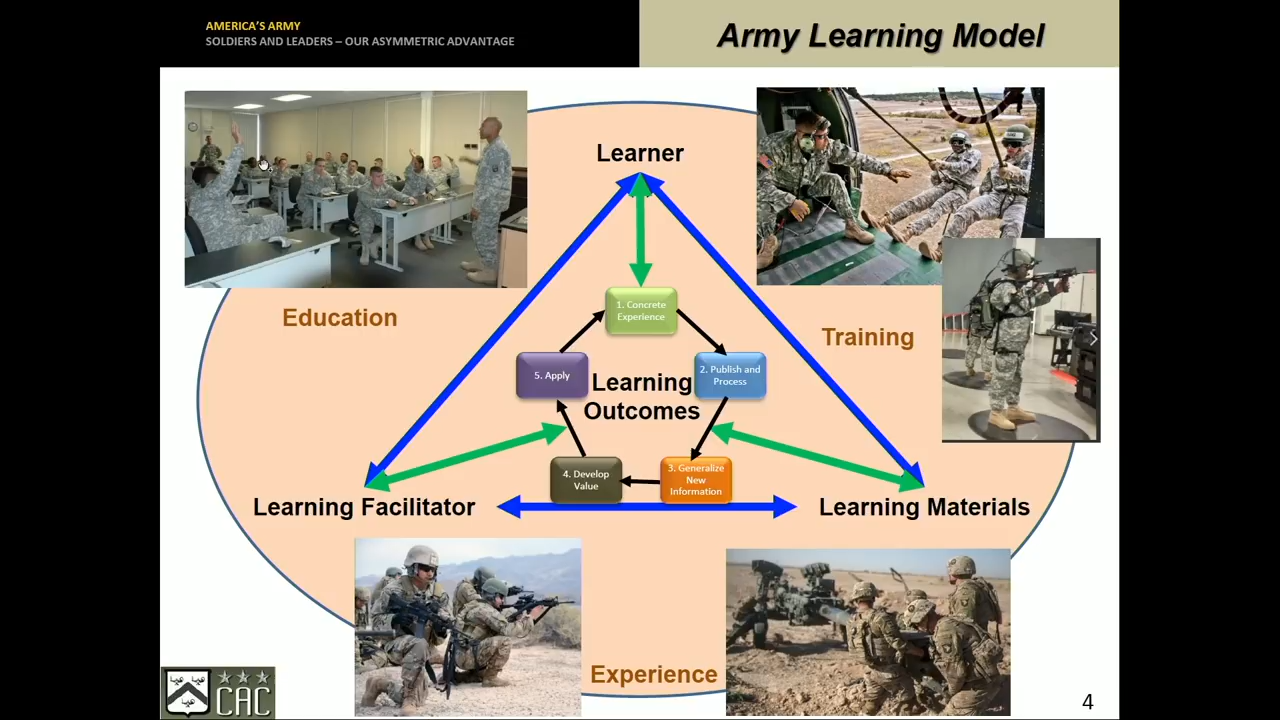 AMERICA'S ARMY
SOLDIERS AND LEADERS – OUR ASYMMETRIC ADVANTAGE
Army Learning Model
Learner
1. Concrete
Experience
Education
Training
5. Apply
2. Publish and
Process
Learning
Outcomes
4. Develop
Value
3. Generalize
New
Information
Learning Facilitator
Learning Materials
Experience
CAC
4